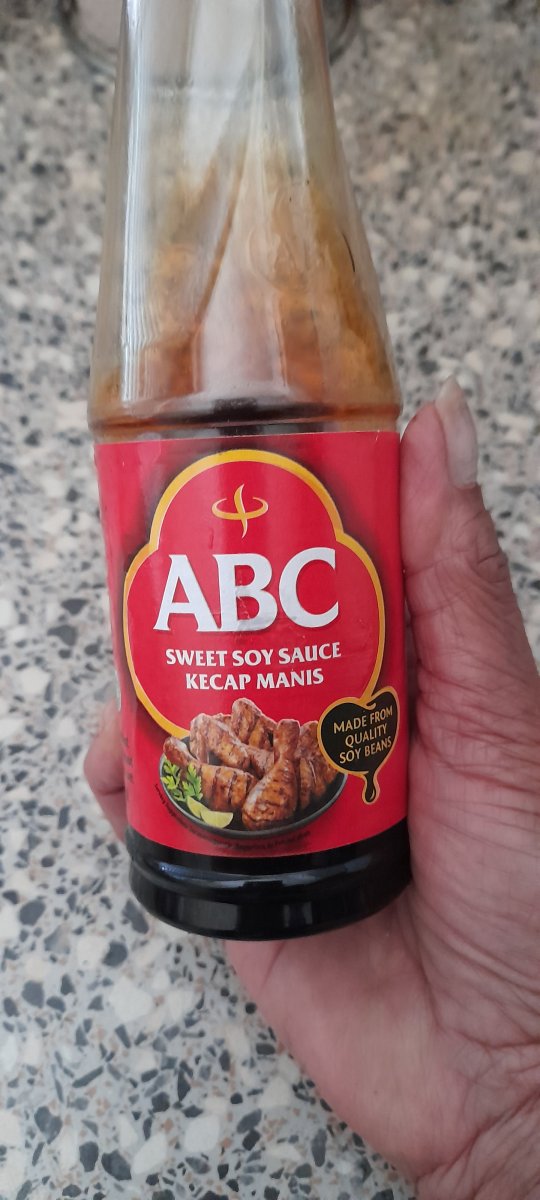 ABC
SWEET SOY SAUCE
KECAP MANIS
MADE FROM
QUALITY
SOY BEANS